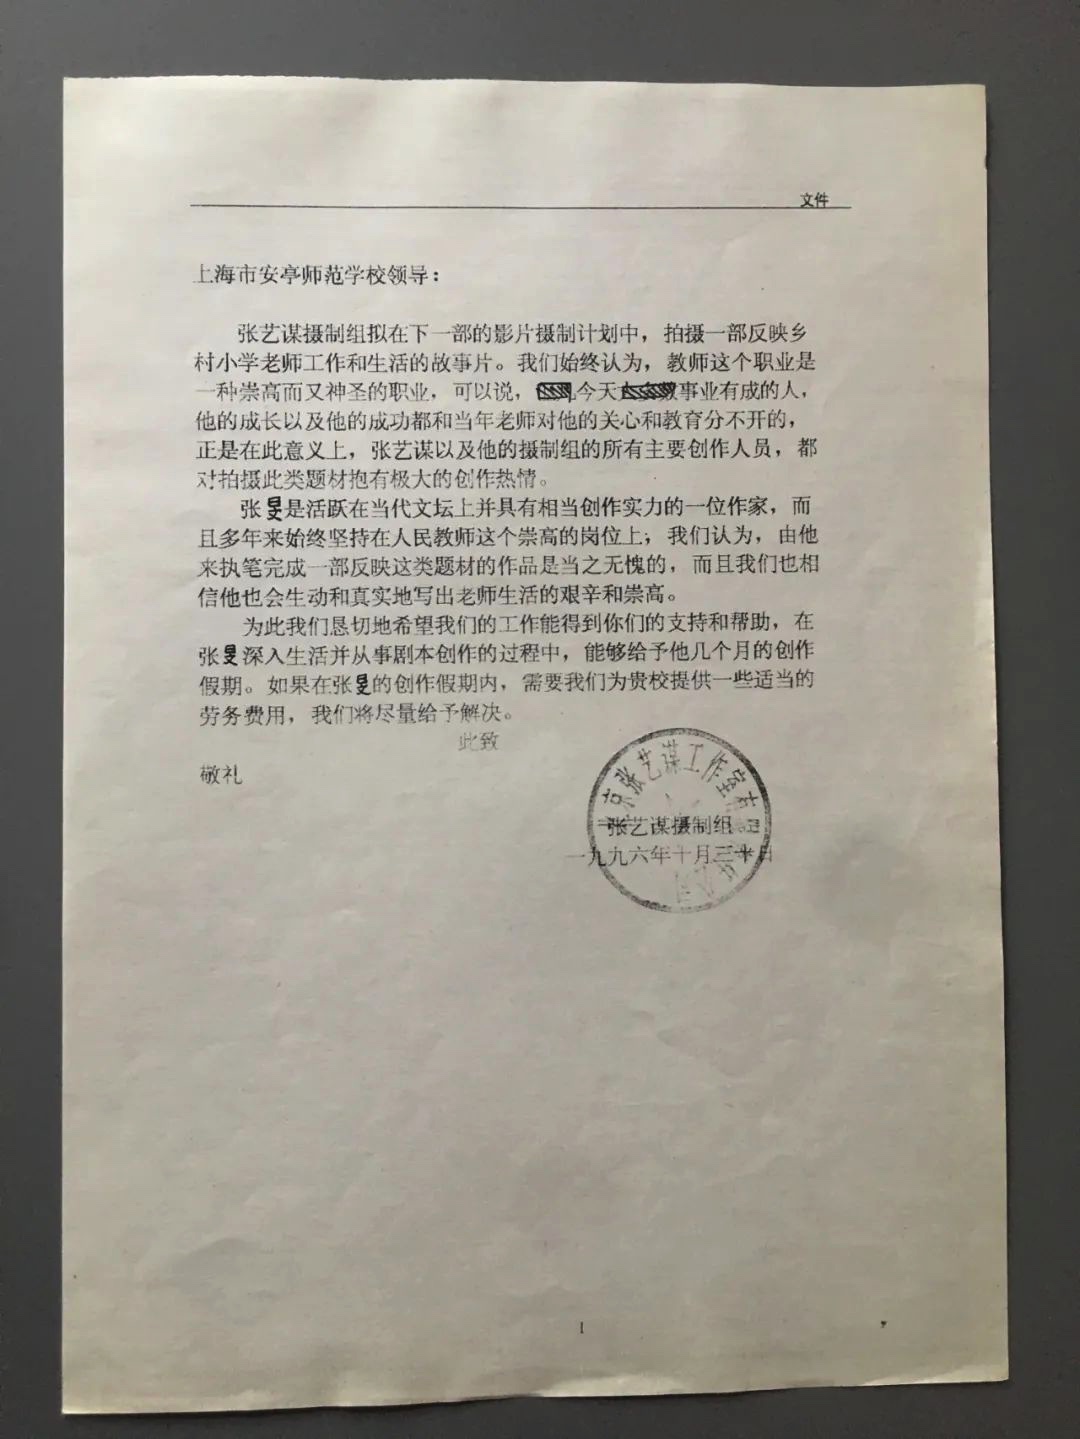 文件
上海市安亭师范学校领导：
张艺谋摄制组拟在下一部的影片摄制计划中，拍摄一部反映乡
村小学老师工作和生活的故事片。我们始终认为，教师这个职业是
一种崇高而又神圣的职业，可以说，今天事业有成的人，
他的成长以及他的成功都和当年老师对他的关心和教育分不开的，
正是在此意义上，张艺谋以及他的摄制组的所有主要创作人员，都
对拍摄此类题材抱有极大的创作热情。
张旻是活跃在当代文坛上并具有相当创作实力的一位作家，而
且多年来始终坚持在人民教师这个崇高的岗位上；我们认为，由他
来执笔完成一部反映这类题材的作品是当之无愧的，而且我们也相
信他也会生动和真实地写出老师生活的艰辛和崇高。
为此我们恳切地希望我们的工作能得到你们的支持和帮助，在
张旻深入生活并从事剧本创作的过程中，能够给予他几个月的创作
假期。如果在张旻的创作假期内，需要我们为贵校提供一些适当的
劳务费用，我们将尽量给予解决。
此致
敬礼
京张艺谋工作室有
张艺谋摄制组
一九九六年十月三十日
1